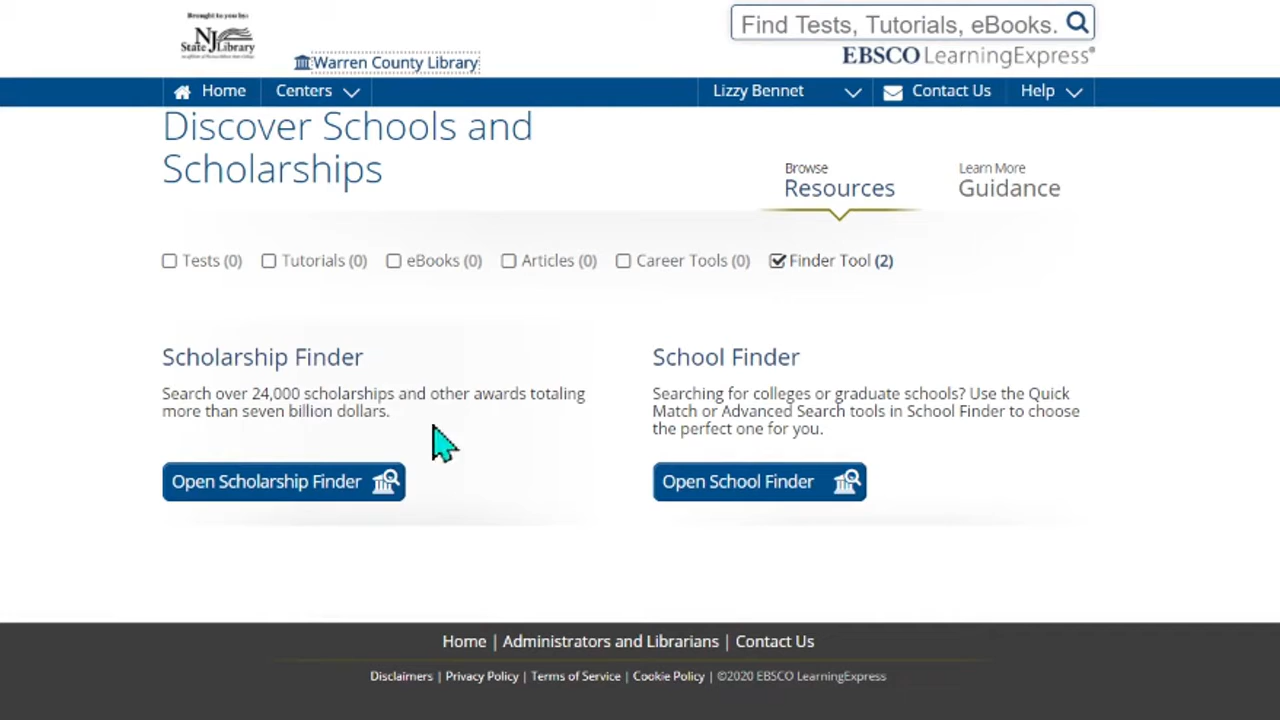 Brought to you by:
NJ
State Library
Warren County Library
Find Tests, Tutorials, eBooks.
EBSCO LearningExpress®
Home
Centers
Lizzy Bennet
Contact Us
Help
Discover Schools and
Scholarships
Browse
Resources
Learn More
Guidance
Tests (0)
Tutorials (0)
eBooks (0)
Articles (0)
Career Tools (0)
Finder Tool (2)
Scholarship Finder
Search over 24,000 scholarships and other awards totaling
more than seven billion dollars.
Open Scholarship Finder
School Finder
Searching for colleges or graduate schools? Use the Quick
Match or Advanced Search tools in School Finder to choose
the perfect one for you.
Open School Finder
Home | Administrators and Librarians | Contact Us
Disclaimers | Privacy Policy | Terms of Service | Cookie Policy | ©2020 EBSCO LearningExpress